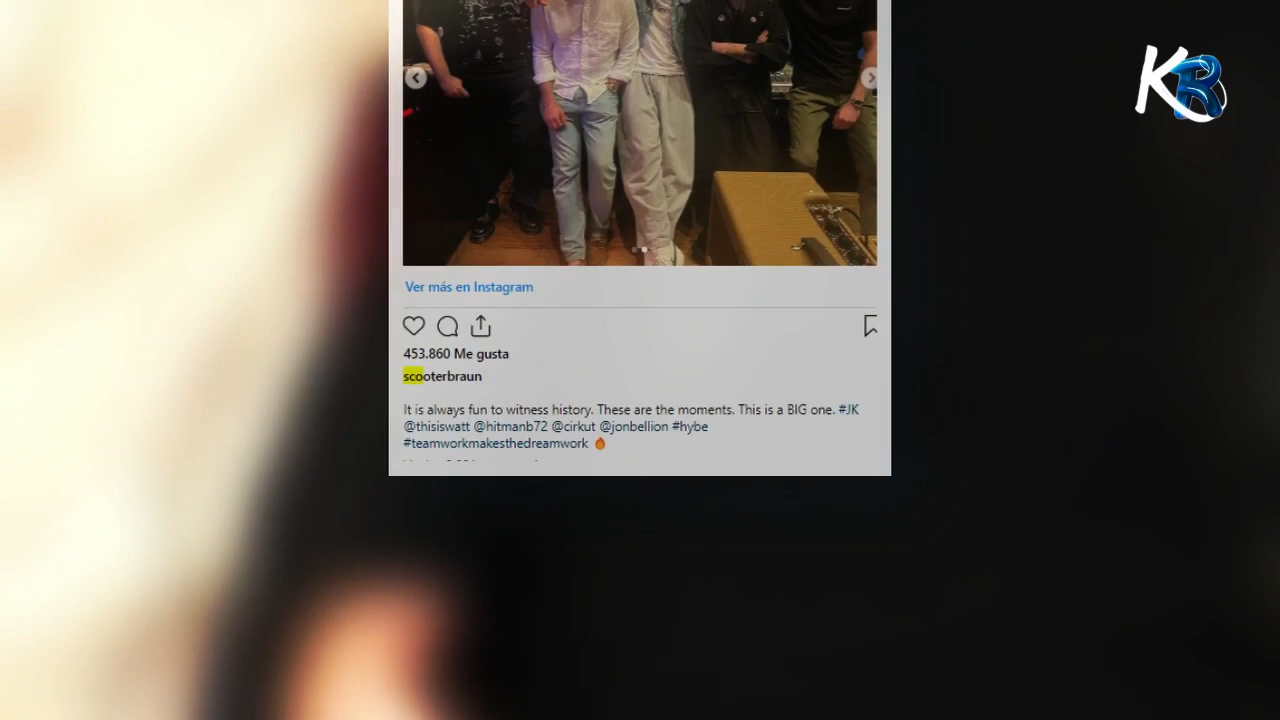 KR
Ver más en Instagram
453.860 Me gusta
scooterbraun
It is always fun to witness history. These are the moments. This is a BIG one. #JK
@thisiswatt @hitmanb72 @cirkut @jonbellion #hybe
#teamworkmakesthedreamwork 🔥